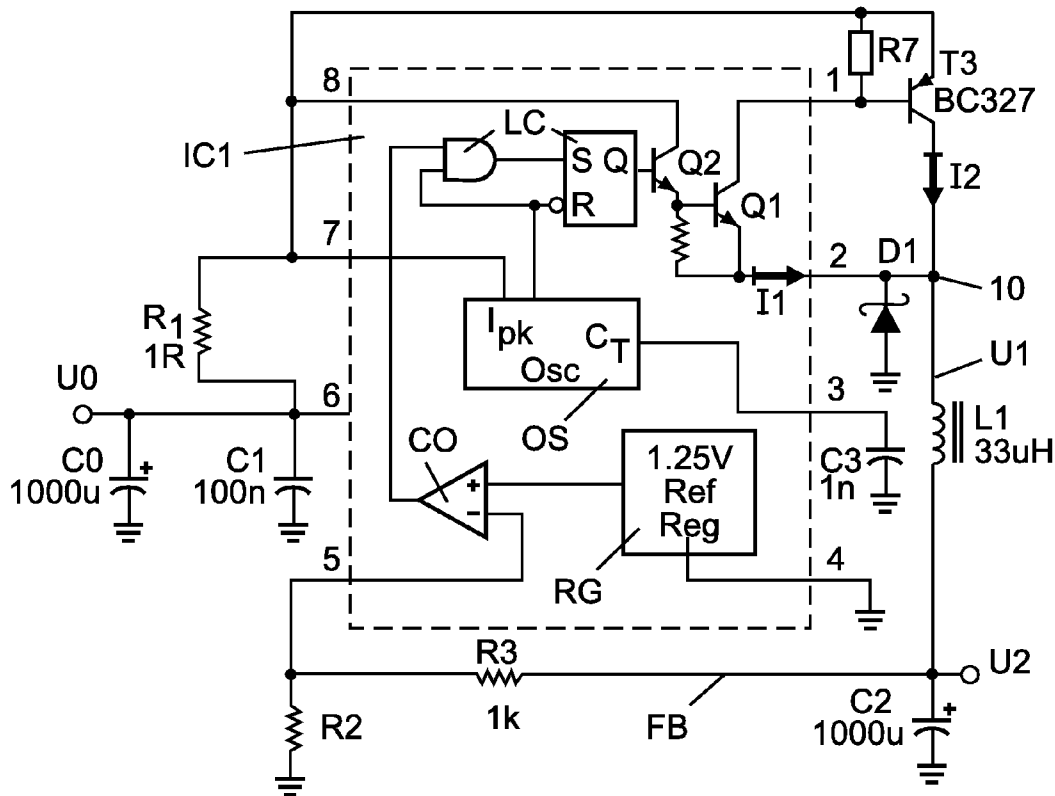 R7
T3
BC327
8
1
IC1
LC
S Q
R
Q2
Q1
I2
7
2
D1
10
I1
R1
1R
Ipk
CT
Osc
U1
U0
6
3
OS
CO
L1
33uH
C0
1000u
C1
100n
C3
1n
1.25V
Ref
Reg
5
4
RG
R3
1k
FB
U2
R2
C2
1000u